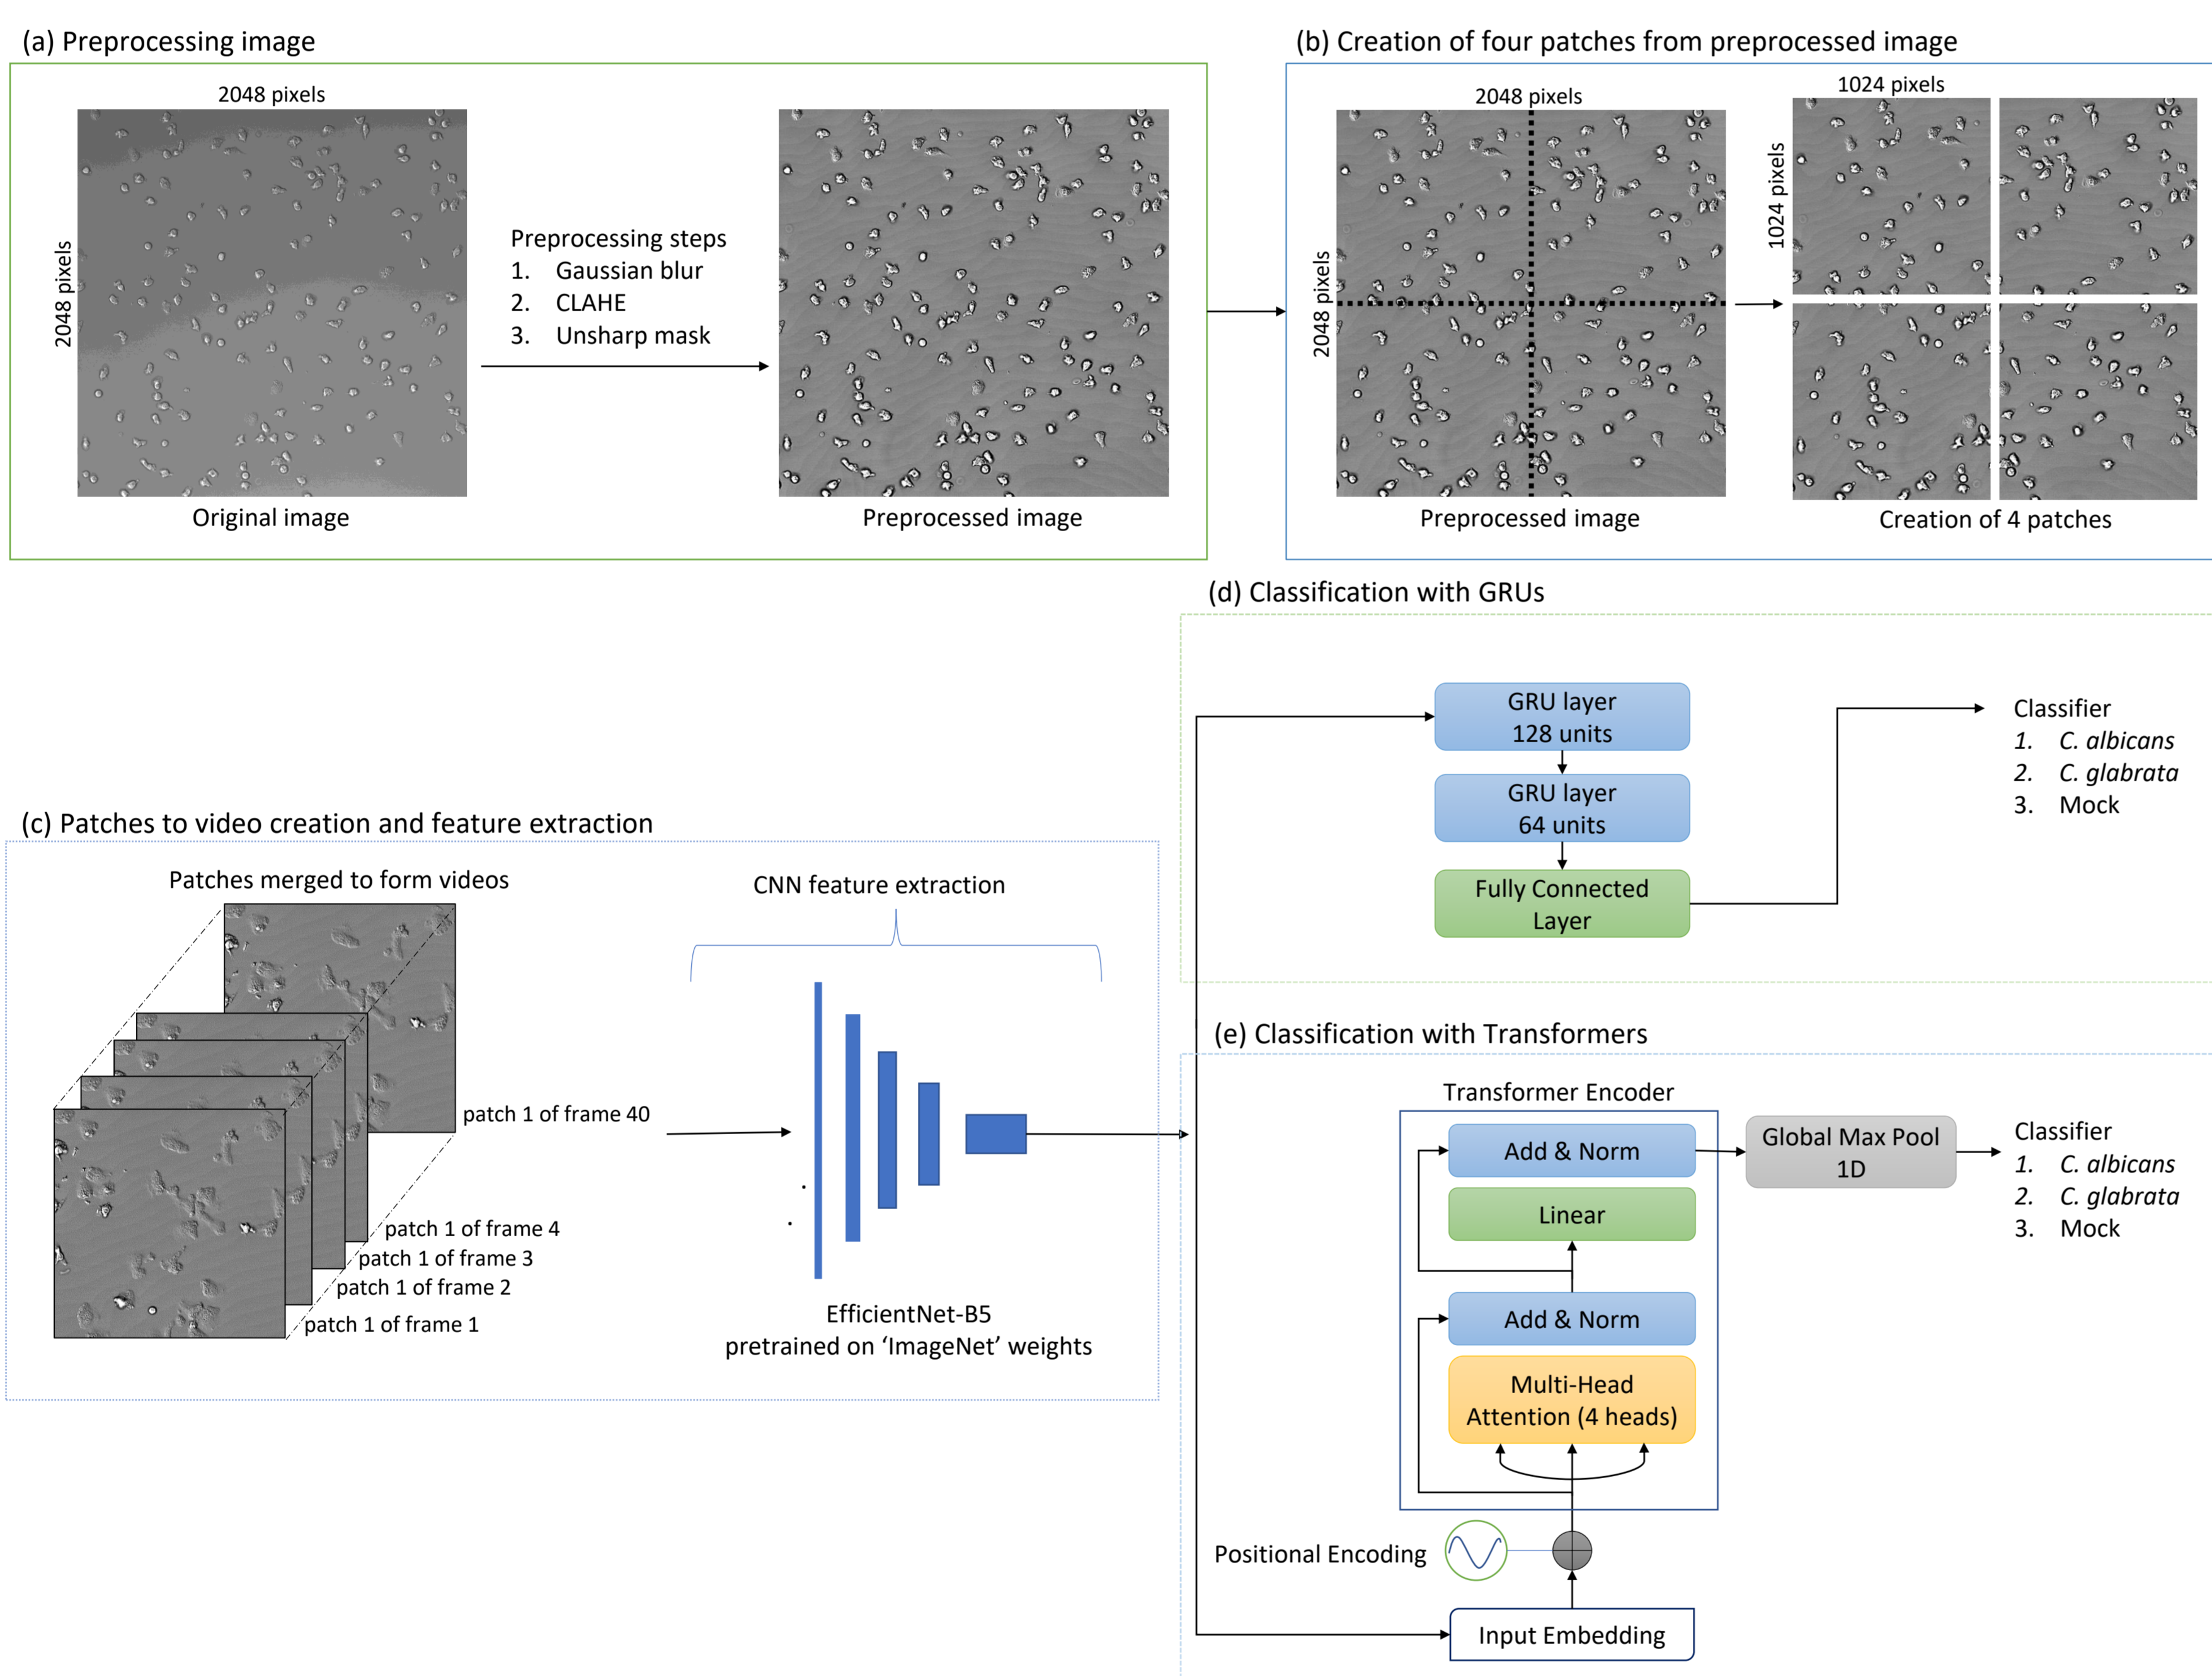 (a) Preprocessing image
2048 pixels
2048 pixels
Original image
Preprocessing steps
1. Gaussian blur
2. CLAHE
3. Unsharp mask
Preprocessed image
(b) Creation of four patches from preprocessed image
2048 pixels
2048 pixels
Preprocessed image
1024 pixels
1024 pixels
Creation of 4 patches
(c) Patches to video creation and feature extraction
Patches merged to form videos
patch 1 of frame 40
patch 1 of frame 4
patch 1 of frame 3
patch 1 of frame 2
patch 1 of frame 1
CNN feature extraction
EfficientNet-B5
pretrained on ‘ImageNet’ weights
(d) Classification with GRUs
GRU layer
128 units
GRU layer
64 units
Fully Connected
Layer
Classifier
1. C. albicans
2. C. glabrata
3. Mock
(e) Classification with Transformers
Transformer Encoder
Add & Norm
Linear
Add & Norm
Multi-Head
Attention (4 heads)
Positional Encoding
Input Embedding
Global Max Pool
1D
Classifier
1. C. albicans
2. C. glabrata
3. Mock